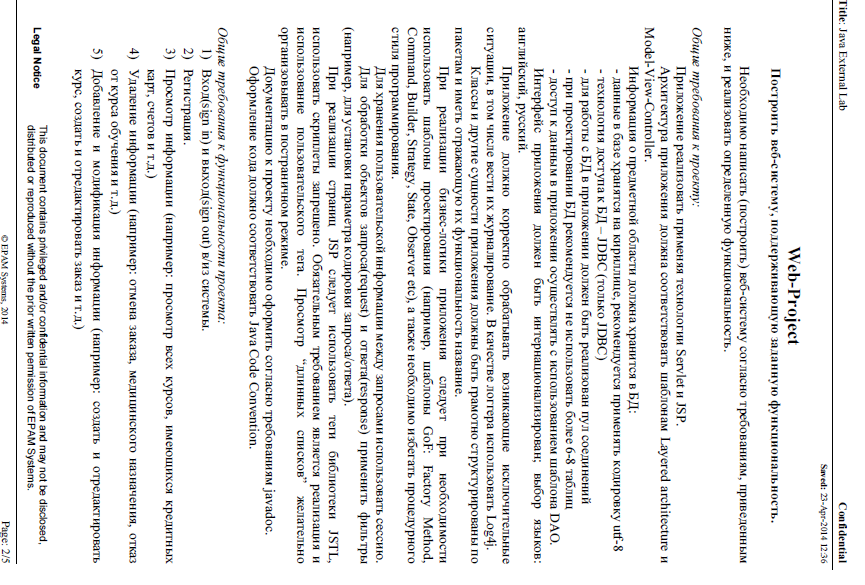 Title: Java External Lab
Confidential
Saved: 23-Apr-2014 12:36
Web-Project
Построить веб-систему, поддерживающую заданную функциональность.
Необходимо написать (построить) веб-систему согласно требованиям, приведенным
ниже, и реализовать определенную функциональность.
Общие требования к проекту:
Приложение реализовать применяя технологии Servlet и JSP.
Архитектура приложения должна соответствовать шаблонам Layered architecture и
Model-View-Controller.
Информация о предметной области должна хранится в БД:
- данные в базе хранятся на кириллице, рекомендуется применять кодировку utf-8
- технология доступа к БД – JDBC (только JDBC)
- для работы с БД в приложении должен быть реализован пул соединений
- при проектировании БД рекомендуется не использовать более 6-8 таблиц
- доступ к данным в приложении осуществлять с использованием шаблона DAO.
Интерфейс приложения должен быть интернационализирован; выбор языков:
английский, русский.
Приложение должно корректно обрабатывать возникающие исключительные
ситуации, в том числе вести их журналирование. В качестве логгера использовать Log4j.
Классы и другие сущности приложения должны быть грамотно структурированы по
пакетам и иметь отражающую их функциональность название.
При реализации бизнес-логики приложения следует при необходимости
использовать шаблоны проектирования (например, шаблоны GoF: Factory Method,
Command, Builder, Strategy, State, Observer etc), а также необходимо избегать процедурного
стиля программирования.
Для хранения пользовательской информации между запросами использовать сессию.
Для обработки объектов запроса(request) и ответа(response) применить фильтры
(например, для установки параметра кодировки запроса/ответа).
При реализации страниц JSP следует использовать теги библиотеки JSTL,
использовать скриплеты запрещено. Обязательным требованием является реализация и
использование пользовательского тега. Просмотр “длинных списков” желательно
организовывать в постраничном режиме.
Документацию к проекту необходимо оформить согласно требованиям javadoc.
Оформление кода должно соответствовать Java Code Convention.
Общие требования к функциональности проекта:
1) Вход(sign in) и выход(sign out) в/из системы.
2) Регистрация.
3) Просмотр информации (например: просмотр всех курсов, имеющихся кредитных
карт, счетов и т.д.)
4) Удаление информации (например: отмена заказа, медицинского назначения, отказ
от курса обучения и т.д.)
5) Добавление и модификация информации (например: создать и отредактировать
курс, создать и отредактировать заказ и т.д.)
Legal Notice
This document contains privileged and/or confidential information and may not be disclosed,
distributed or reproduced without the prior written permission of EPAM Systems.
© EPAM Systems, 2014
Page: 2/5